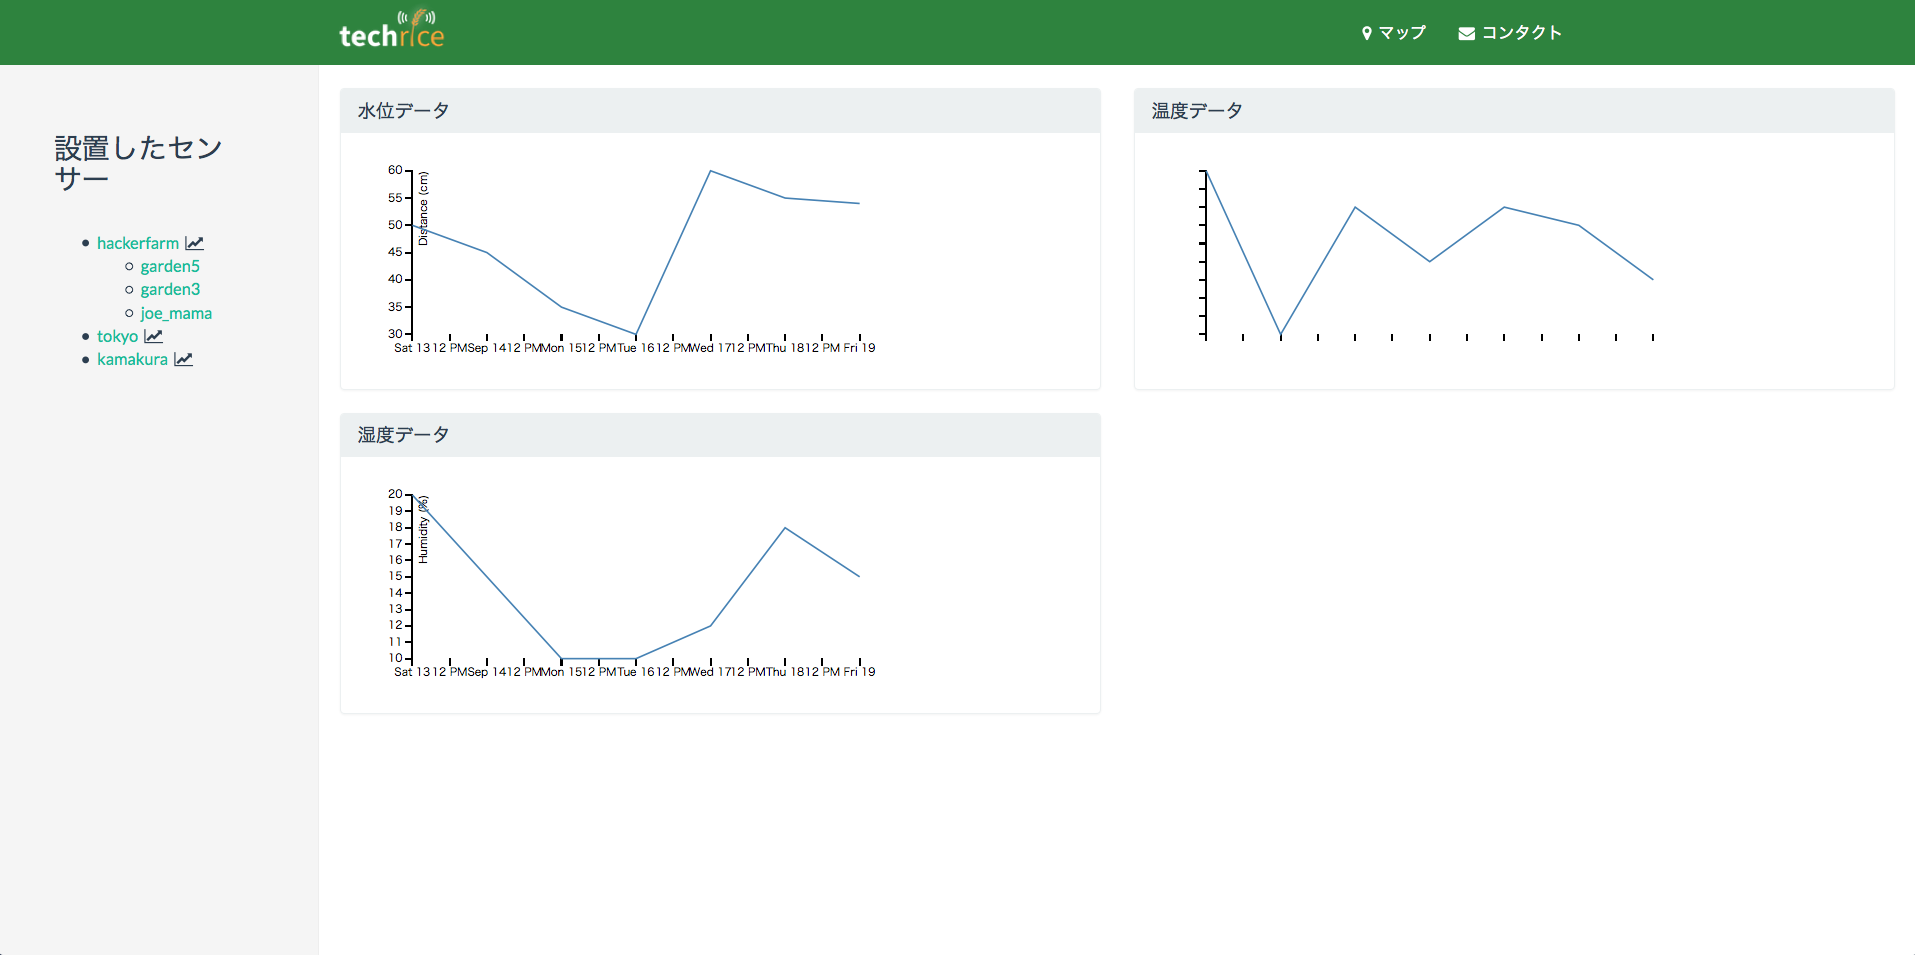 techrice
マップ
コンタクト
設置したセン
サー
hackerfarm
garden5
garden3
joe_mama
tokyo
kamakura
水位データ
60
55
50
45
40
35
30
Distance (cm)
Sat 13 12 PM Sep 14 12 PM Mon 15 12 PM Tue 16 12 PM Wed 17 12 PM Thu 18 12 PM Fri 19
温度データ
湿度データ
20
19
18
17
16
15
14
13
12
11
10
Humidity (%)
Sat 13 12 PM Sep 14 12 PM Mon 15 12 PM Tue 16 12 PM Wed 17 12 PM Thu 18 12 PM Fri 19